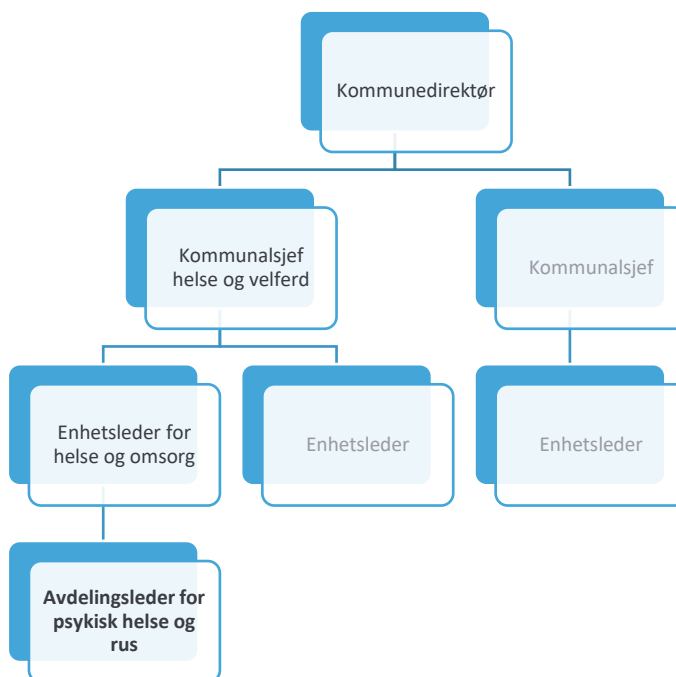 Kommunedirektør
Kommunalsjef
helse og velferd
Kommunalsjef
Enhetsleder for
helse og omsorg
Enhetsleder
Enhetsleder
Avdelingsleder for
psykisk helse og
rus